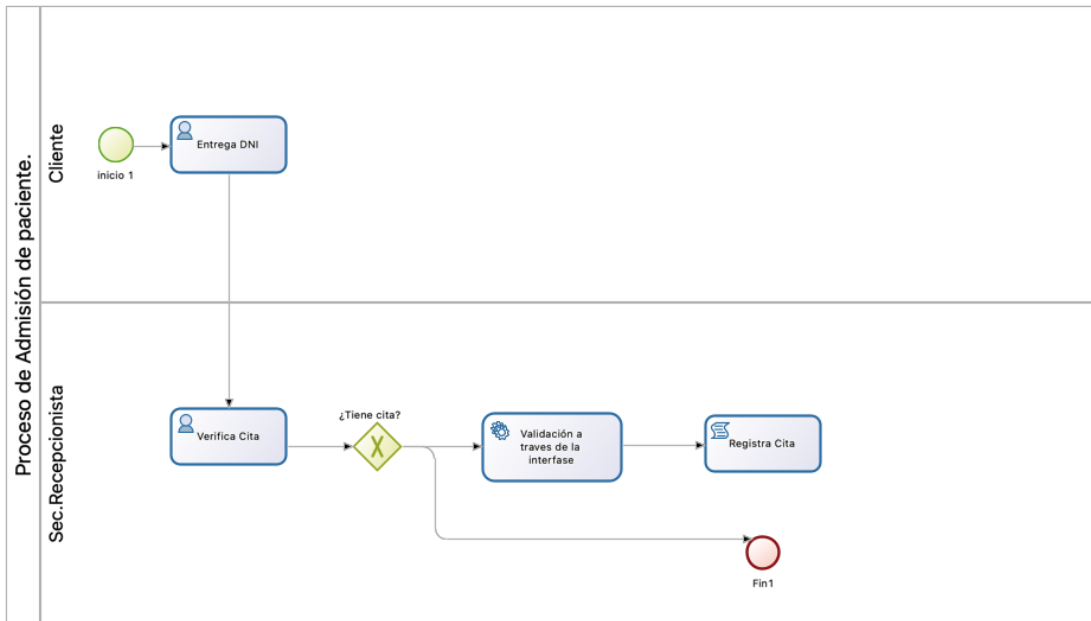 Proceso de Admisión de paciente.
Cliente
inicio 1
Entrega DNI
Sec.Recepcionista
Verifica Cita
¿Tiene cita?
Validación a
traves de la
interfase
Registra Cita
Fin1